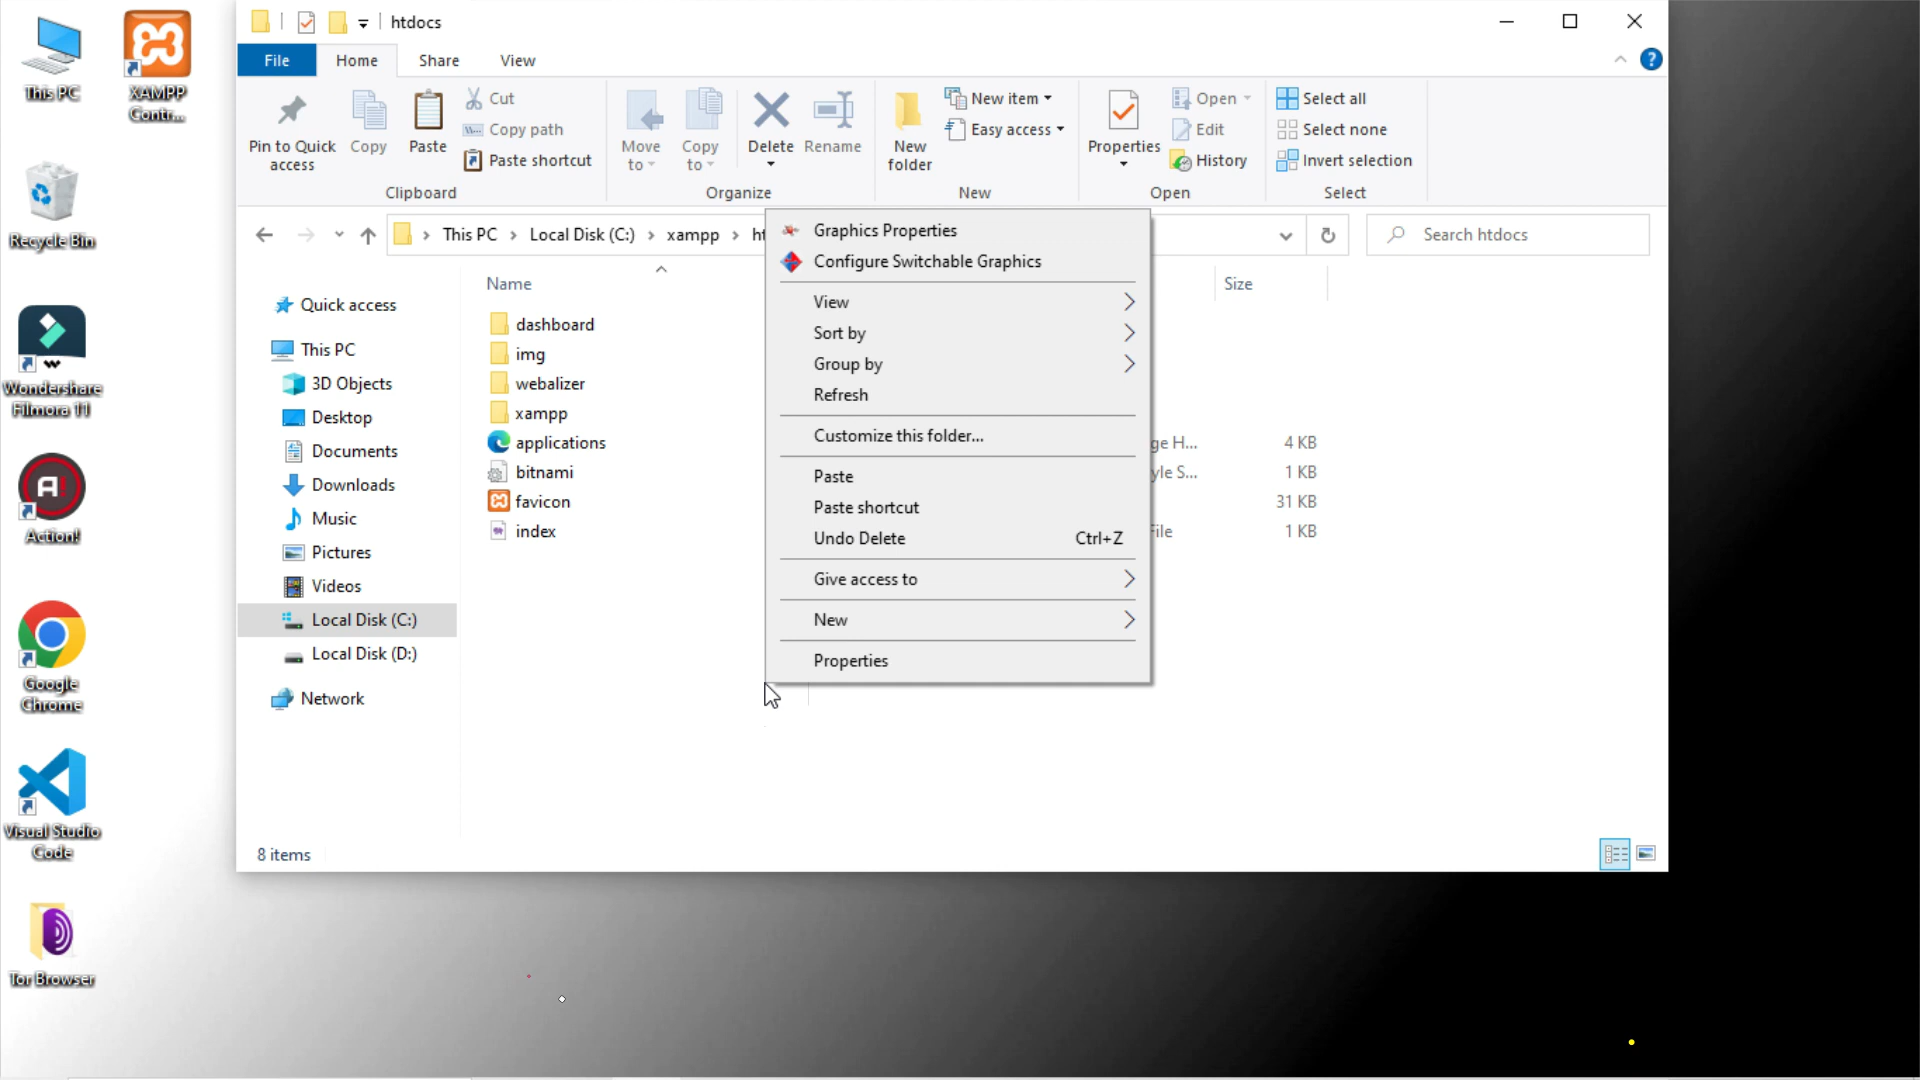 This PC
XAMPP
Contr...
Recycle Bin
Wondershare
Filmora 11
Action!
Google
Chrome
Visual Studio
Code
Tor Browser
htdocs
File
Home
Share
View
Pin to Quick
access
Copy
Paste
Cut
Copy path
Paste shortcut
Clipboard
Move
to
Copy
to
Delete
Rename
Organize
New
folder
New item
Easy access
New
Properties
Open
Edit
History
Open
Select all
Select none
Invert selection
Select
This PC
Local Disk (C:)
xampp
ht
Search htdocs
Quick access
This PC
3D Objects
Desktop
Documents
Downloads
Music
Pictures
Videos
Local Disk (C:)
Local Disk (D:)
Network
Name
Size
dashboard
img
webalizer
xampp
applications
ge H...
4 KB
bitnami
yle S...
1 KB
favicon
31 KB
index
File
1 KB
Graphics Properties
Configure Switchable Graphics
View
Sort by
Group by
Refresh
Customize this folder...
Paste
Paste shortcut
Undo Delete Ctrl+Z
Give access to
New
Properties
8 items